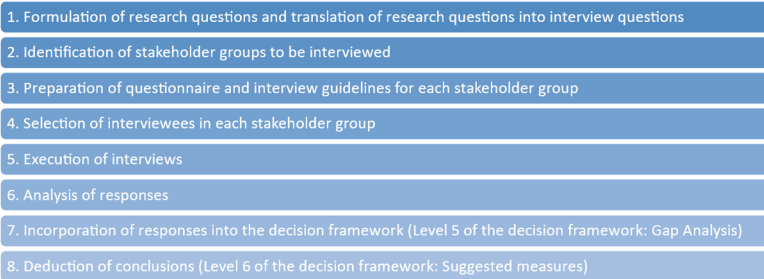 1. Formulation of research questions and translation of research questions into interview questions
2. Identification of stakeholder groups to be interviewed
3. Preparation of questionnaire and interview guidelines for each stakeholder group
4. Selection of interviewees in each stakeholder group
5. Execution of interviews
6. Analysis of responses
7. Incorporation of responses into the decision framework (Level 5 of the decision framework: Gap Analysis)
8. Deduction of conclusions (Level 6 of the decision framework: Suggested measures)